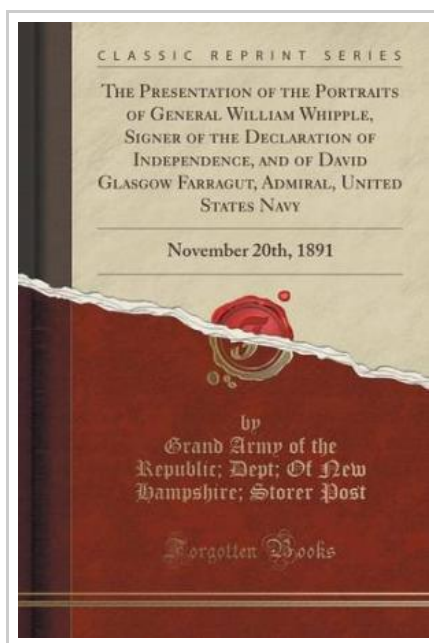 CLASSIC REPRINT SERIES
THE PRESENTATION OF THE PORTRAITS
OF GENERAL WILLIAM WHIPPLE,
SIGNER OF THE DECLARATION OF
INDEPENDENCE, AND OF DAVID
GLASGOW FARRAGUT, ADMIRAL, UNITED
STATES NAVY
November 20th, 1891
F
by
Grand Army of the
Republic; Dept; Of New
Hampshire; Storer Post
Forgotten Books